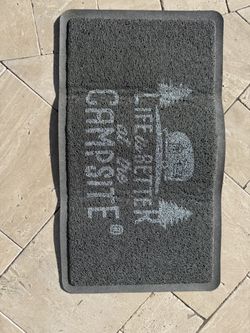 LIFE is BETTER
at the
CAMPSITE®